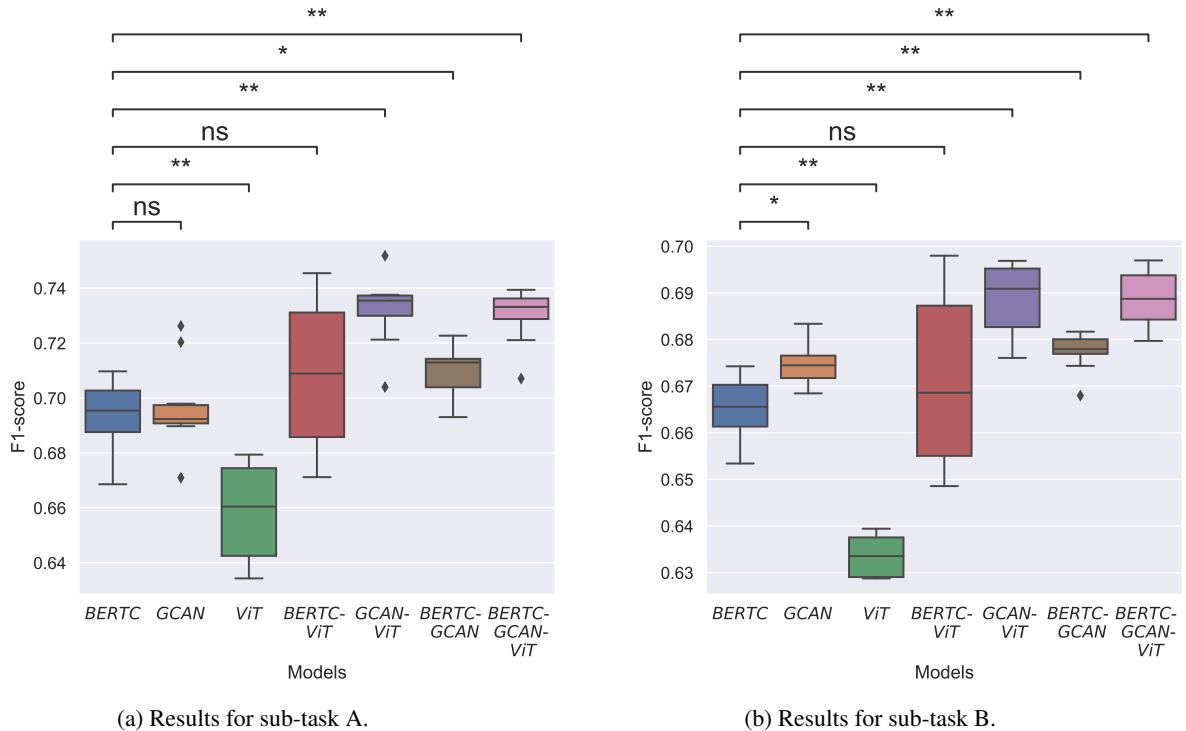 **
*
**
ns
**
ns
0.74
0.72
0.70
0.68
0.66
0.64
F1-score
BERTC GCAN ViT BERTC- GCAN- BERTC- BERTC-
ViT ViT GCAN GCAN-
ViT
Models
(a) Results for sub-task A.
**
**
**
ns
**
*
0.70
0.69
0.68
0.67
0.66
0.65
0.64
0.63
F1-score
BERTC GCAN ViT BERTC- GCAN- BERTC- BERTC-
ViT ViT GCAN GCAN-
ViT
Models
(b) Results for sub-task B.